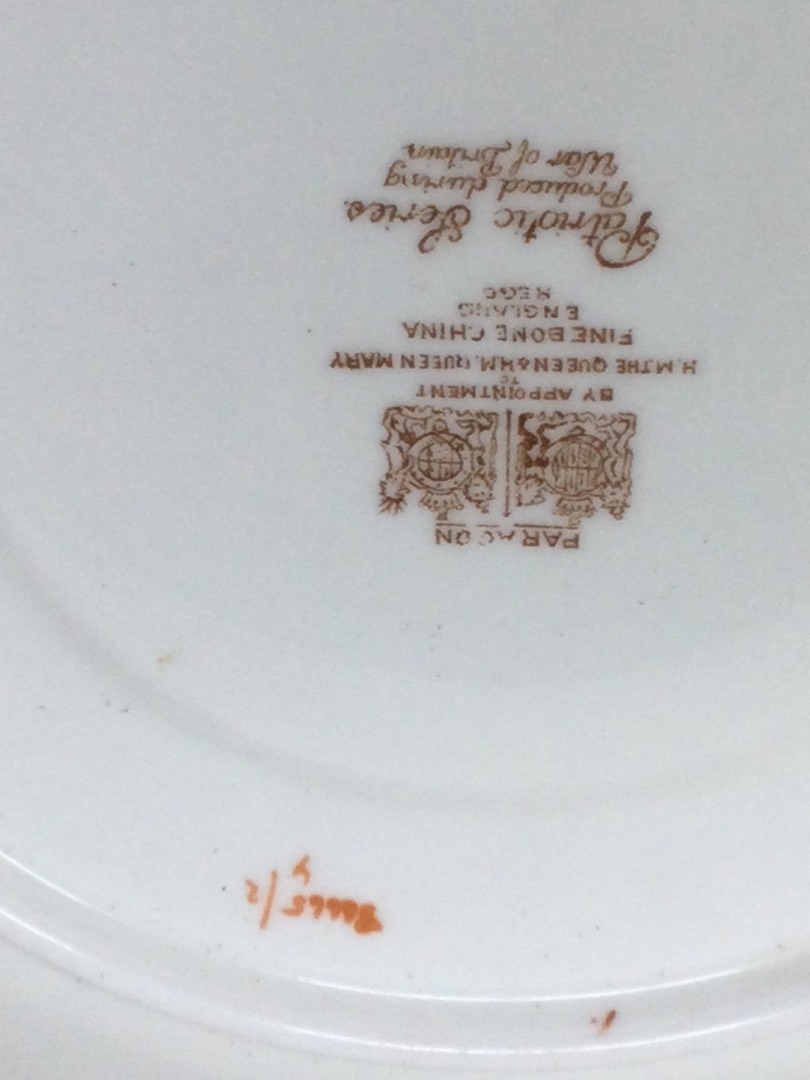 PARAGON
BY APPOINTMENT
TO
H.M. THE QUEEN & H.M. QUEEN MARY
FINE BONE CHINA
ENGLAND
REGD
Patriotic Series.
Produced during
War of Britain